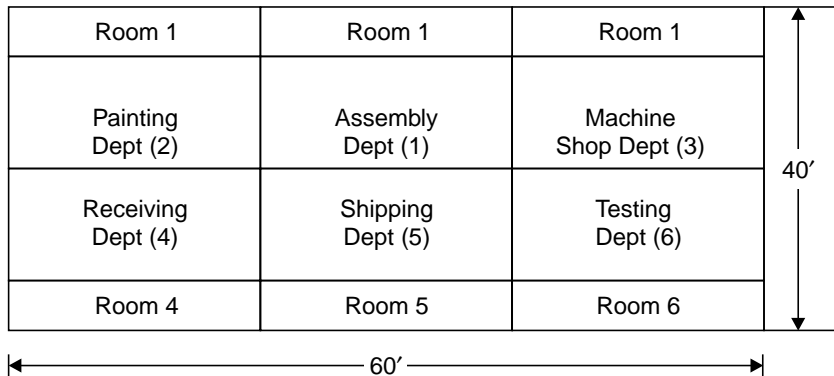 Room 1
Room 1
Room 1
Painting
Dept (2)
Assembly
Dept (1)
Machine
Shop Dept (3)
40′
Receiving
Dept (4)
Shipping
Dept (5)
Testing
Dept (6)
Room 4
Room 5
Room 6
60′